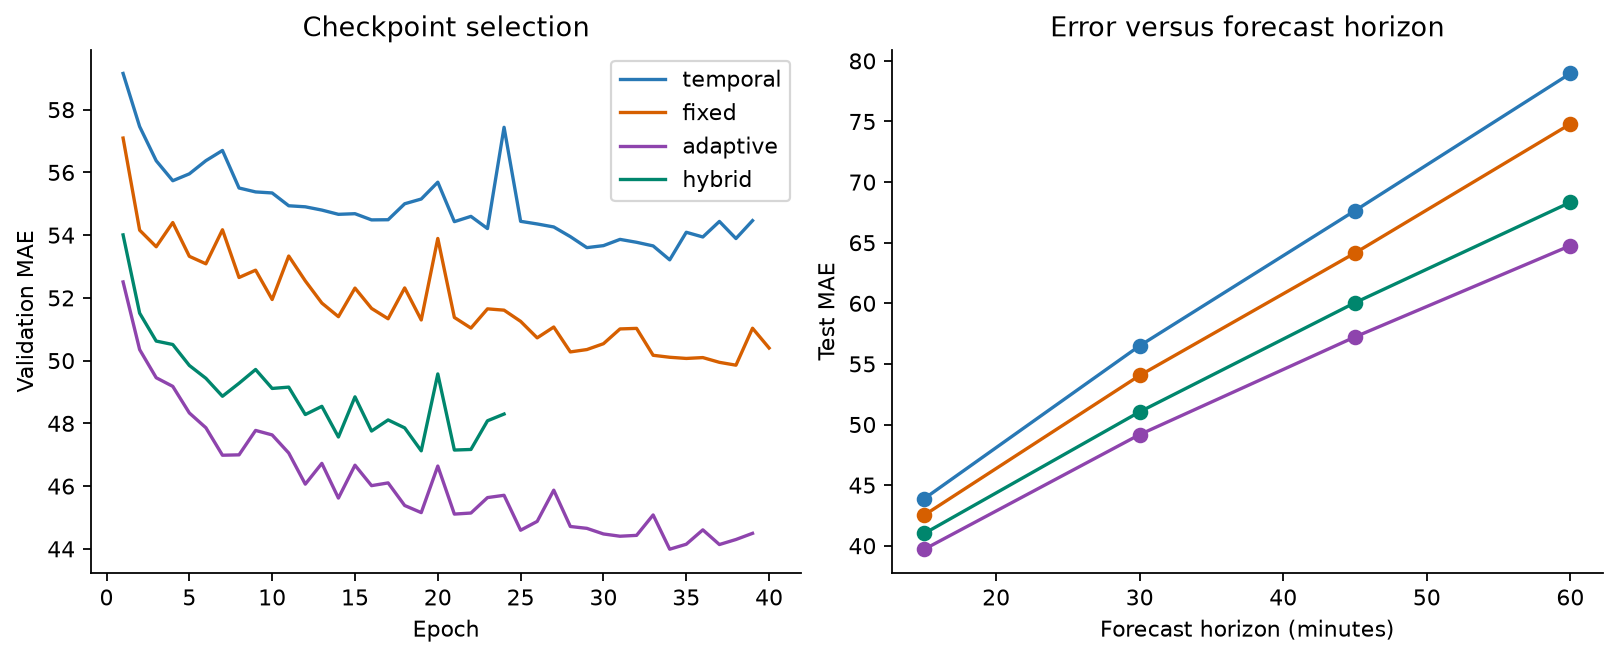 Checkpoint selection
Validation MAE
58
56
54
52
50
48
46
44
temporal
fixed
adaptive
hybrid
0 5 10 15 20 25 30 35 40
Epoch
Error versus forecast horizon
Test MAE
80
75
70
65
60
55
50
45
40
20 30 40 50 60
Forecast horizon (minutes)